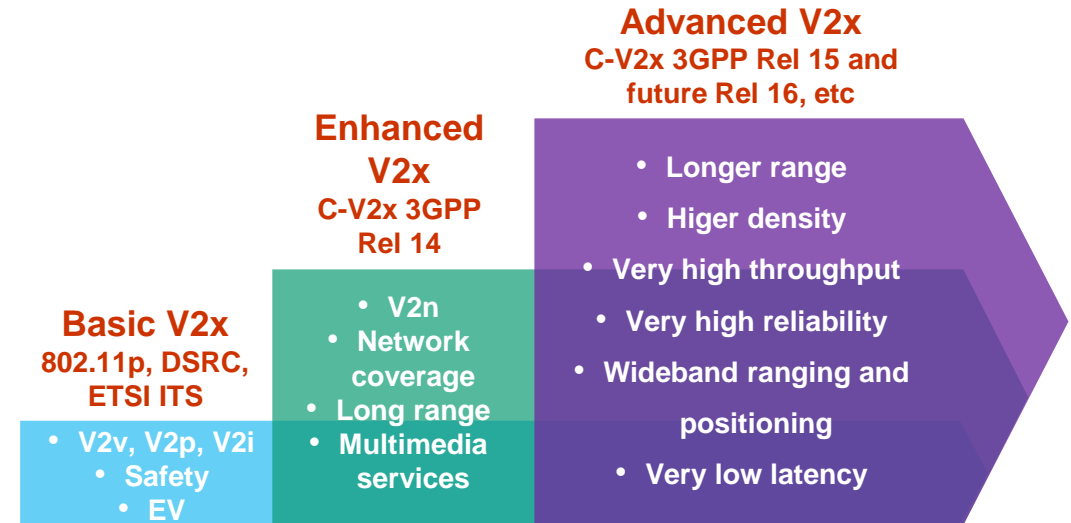 Basic V2x
802.11p, DSRC,
ETSI ITS
• V2v, V2p, V2i
• Safety
• EV
Enhanced
V2x
C-V2x 3GPP
Rel 14
• V2n
• Network
coverage
• Long range
• Multimedia
services
Advanced V2x
C-V2x 3GPP Rel 15 and
future Rel 16, etc
• Longer range
• Higer density
• Very high throughput
• Very high reliability
• Wideband ranging and
positioning
• Very low latency